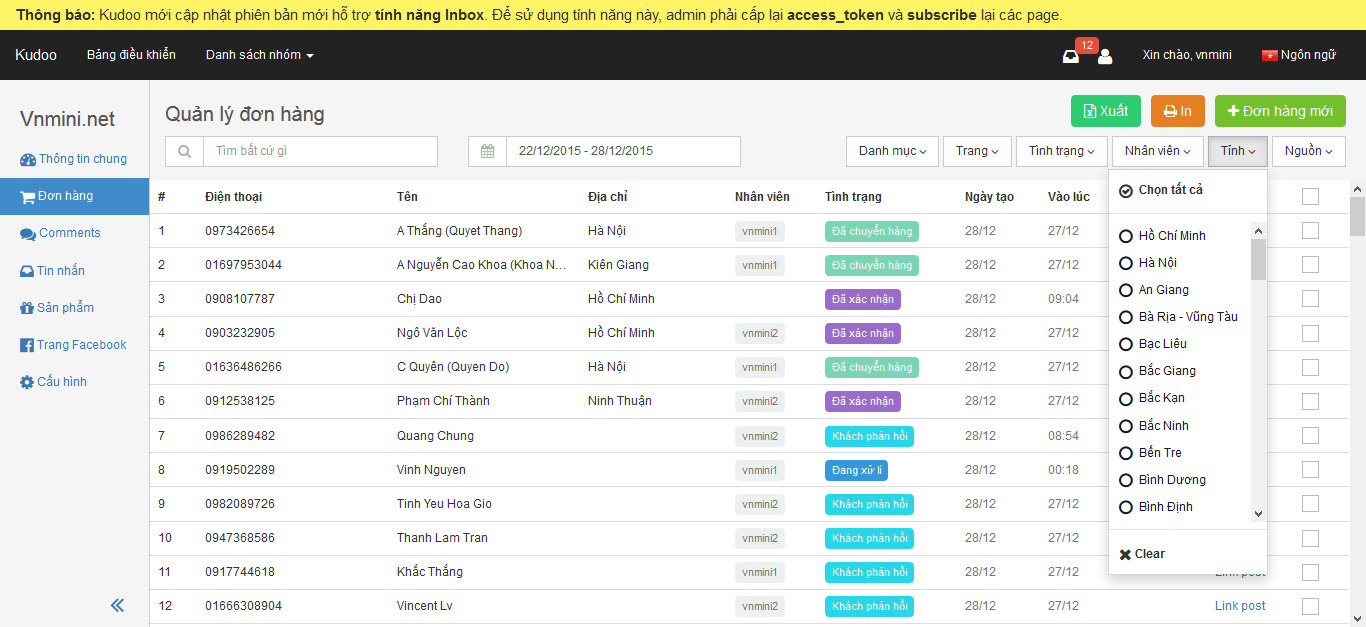 Thông báo: Kudoo mới cập nhật phiên bản mới hỗ trợ tính năng Inbox. Để sử dụng tính năng này, admin phải cấp lại access_token và subscribe lại các page.
Kudoo Bảng điều khiển Danh sách nhóm 12 Xin chào, vnmini Ngôn ngữ
Vnmini.net
Thông tin chung
Đơn hàng
Comments
Tin nhắn
Sản phẩm
Trang Facebook
Cấu hình
Quản lý đơn hàng
Xuất In Đơn hàng mới
Tìm bất cứ gì 22/12/2015 - 28/12/2015 Danh mục Trang Tình trạng Nhân viên Tỉnh Nguồn
# Điện thoại Tên Địa chỉ Nhân viên Tình trạng Ngày tạo Vào lúc
1 0973426654 A Thắng (Quyet Thang) Hà Nội vnmini1 Đã chuyển hàng 28/12 27/12
2 01697953044 A Nguyễn Cao Khoa (Khoa N... Kiên Giang vnmini1 Đã chuyển hàng 28/12 27/12
3 0908107787 Chị Dao Hồ Chí Minh Đã xác nhận 28/12 09:04
4 0903232905 Ngô Văn Lộc Hồ Chí Minh vnmini2 Đã xác nhận 28/12 27/12
5 01636486266 C Quyên (Quyen Do) Hà Nội vnmini1 Đã chuyển hàng 28/12 27/12
6 0912538125 Phạm Chí Thành Ninh Thuận vnmini2 Đã xác nhận 28/12 27/12
7 0986289482 Quang Chung vnmini2 Khách phản hồi 28/12 08:54
8 0919502289 Vinh Nguyen vnmini1 Đang xử lí 28/12 00:18
9 0982089726 Tinh Yeu Hoa Gio vnmini2 Khách phản hồi 28/12 27/12
10 0947368586 Thanh Lam Tran vnmini2 Khách phản hồi 28/12 27/12
11 0917744618 Khắc Thắng vnmini1 Khách phản hồi 28/12 27/12 Link post
12 01666308904 Vincent Lv vnmini2 Khách phản hồi 28/12 27/12 Link post
Chọn tất cả
Hồ Chí Minh
Hà Nội
An Giang
Bà Rịa - Vũng Tàu
Bạc Liêu
Bắc Giang
Bắc Kạn
Bắc Ninh
Bến Tre
Bình Dương
Bình Định
Clear